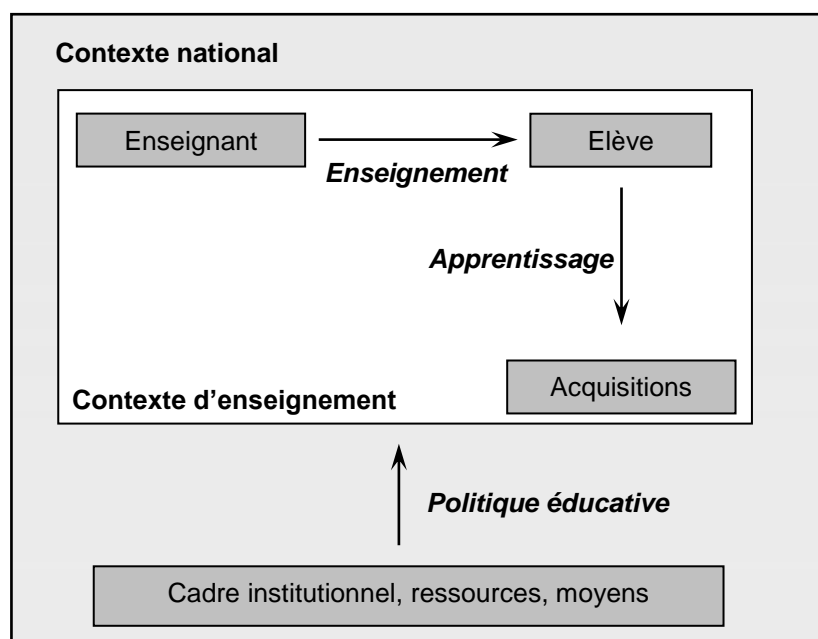 Contexte national
Enseignant
Elève
Enseignement
Apprentissage
Acquisitions
Contexte d’enseignement
Politique éducative
Cadre institutionnel, ressources, moyens